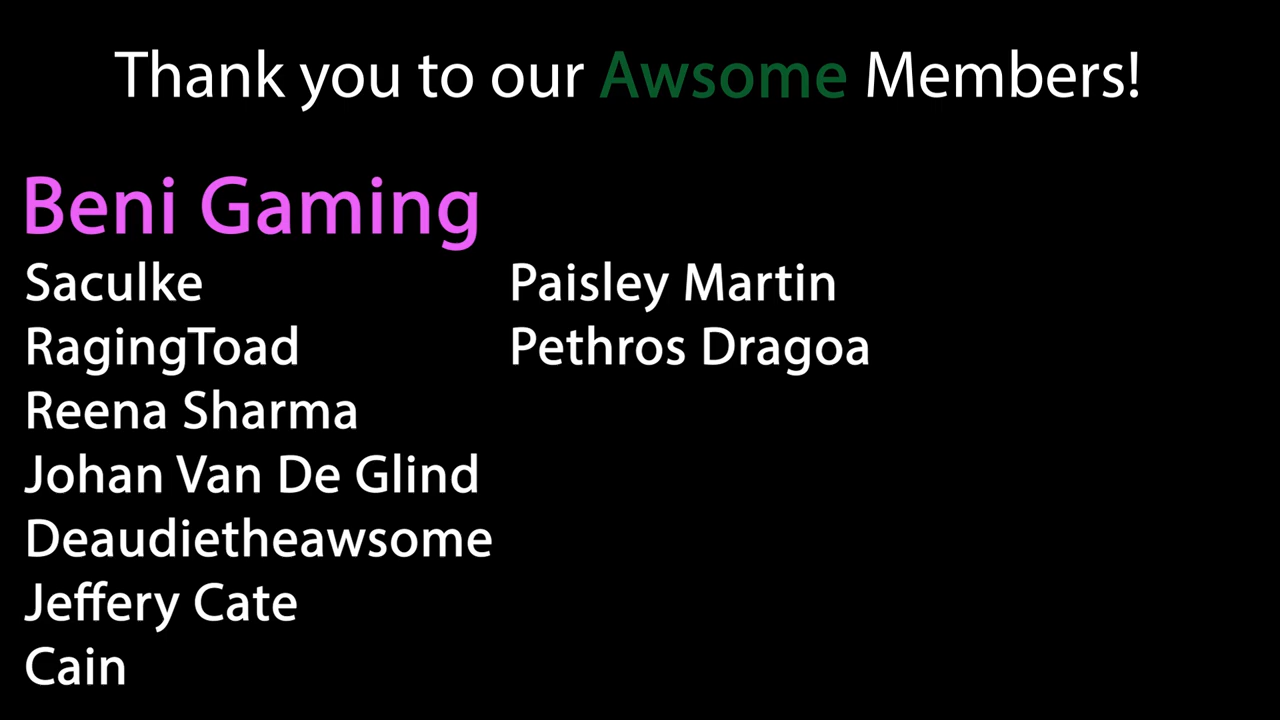 Thank you to our Awsome Members!
Beni Gaming
Saculke
RagingToad
Reena Sharma
Johan Van De Glind
Deaudietheawsome
Jeffery Cate
Cain
Paisley Martin
Pethros Dragoa